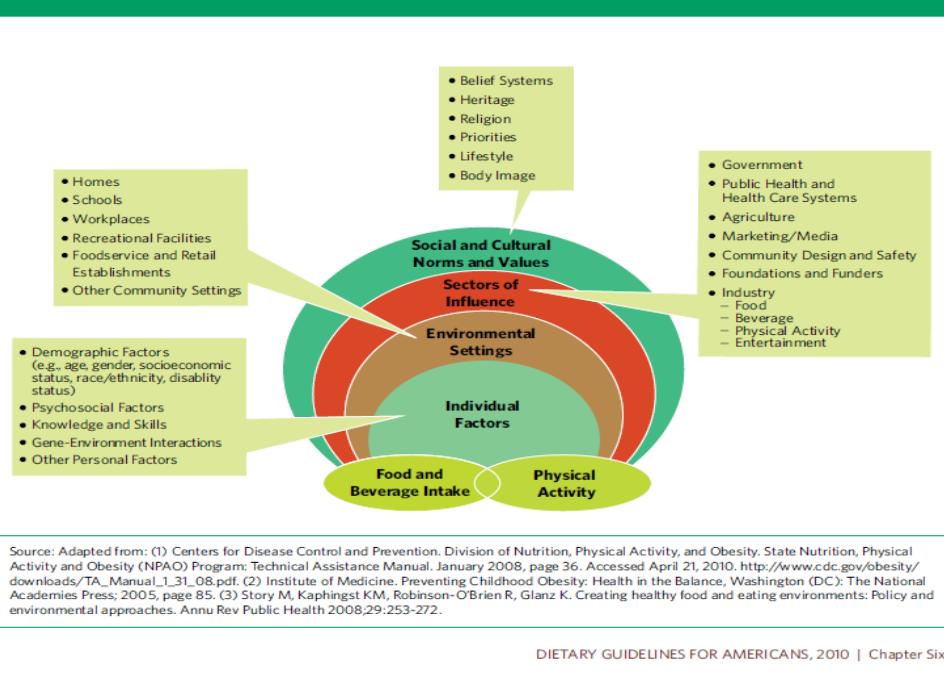 • Belief Systems
• Heritage
• Religion
• Priorities
• Lifestyle
• Body Image
• Homes
• Schools
• Workplaces
• Recreational Facilities
• Foodservice and Retail
Establishments
• Other Community Settings
• Government
• Public Health and
Health Care Systems
• Agriculture
• Marketing/Media
• Community Design and Safety
• Foundations and Funders
• Industry
– Food
– Beverage
– Physical Activity
– Entertainment
• Demographic Factors
(e.g., age, gender, socioeconomic
status, race/ethnicity, disablity
status)
• Psychosocial Factors
• Knowledge and Skills
• Gene-Environment Interactions
• Other Personal Factors
Social and Cultural
Norms and Values
Sectors of
Influence
Environmental
Settings
Individual
Factors
Food and
Beverage Intake
Physical
Activity
Source: Adapted from: (1) Centers for Disease Control and Prevention. Division of Nutrition, Physical Activity, and Obesity. State Nutrition, Physical
Activity and Obesity (NPAO) Program: Technical Assistance Manual. January 2008, page 36. Accessed April 21, 2010. http://www.cdc.gov/obesity/
downloads/TA_Manual_1_31_08.pdf. (2) Institute of Medicine. Preventing Childhood Obesity: Health in the Balance, Washington (DC): The National
Academies Press; 2005, page 85. (3) Story M, Kaphingst KM, Robinson-O'Brien R, Glanz K. Creating healthy food and eating environments: Policy and
environmental approaches. Annu Rev Public Health 2008;29:253-272.
DIETARY GUIDELINES FOR AMERICANS, 2010 | Chapter Six